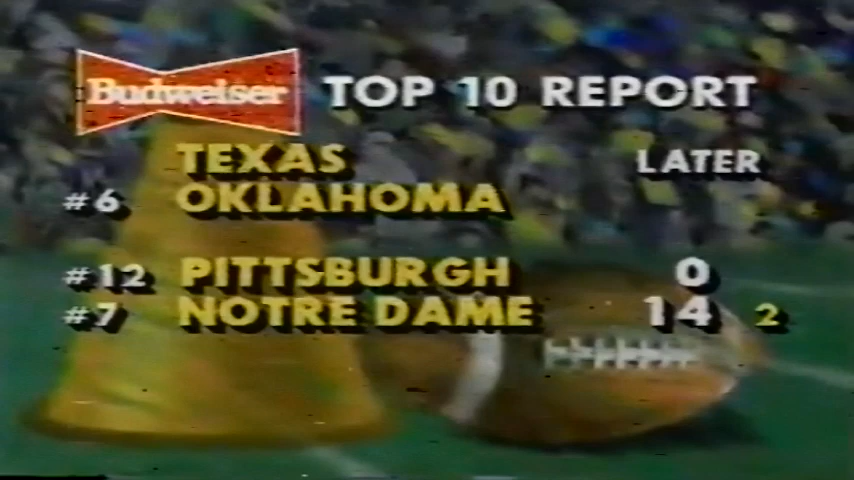 Budweiser TOP 10 REPORT
TEXAS LATER
#6 OKLAHOMA
#12 PITTSBURGH 0
#7 NOTRE DAME 14 2